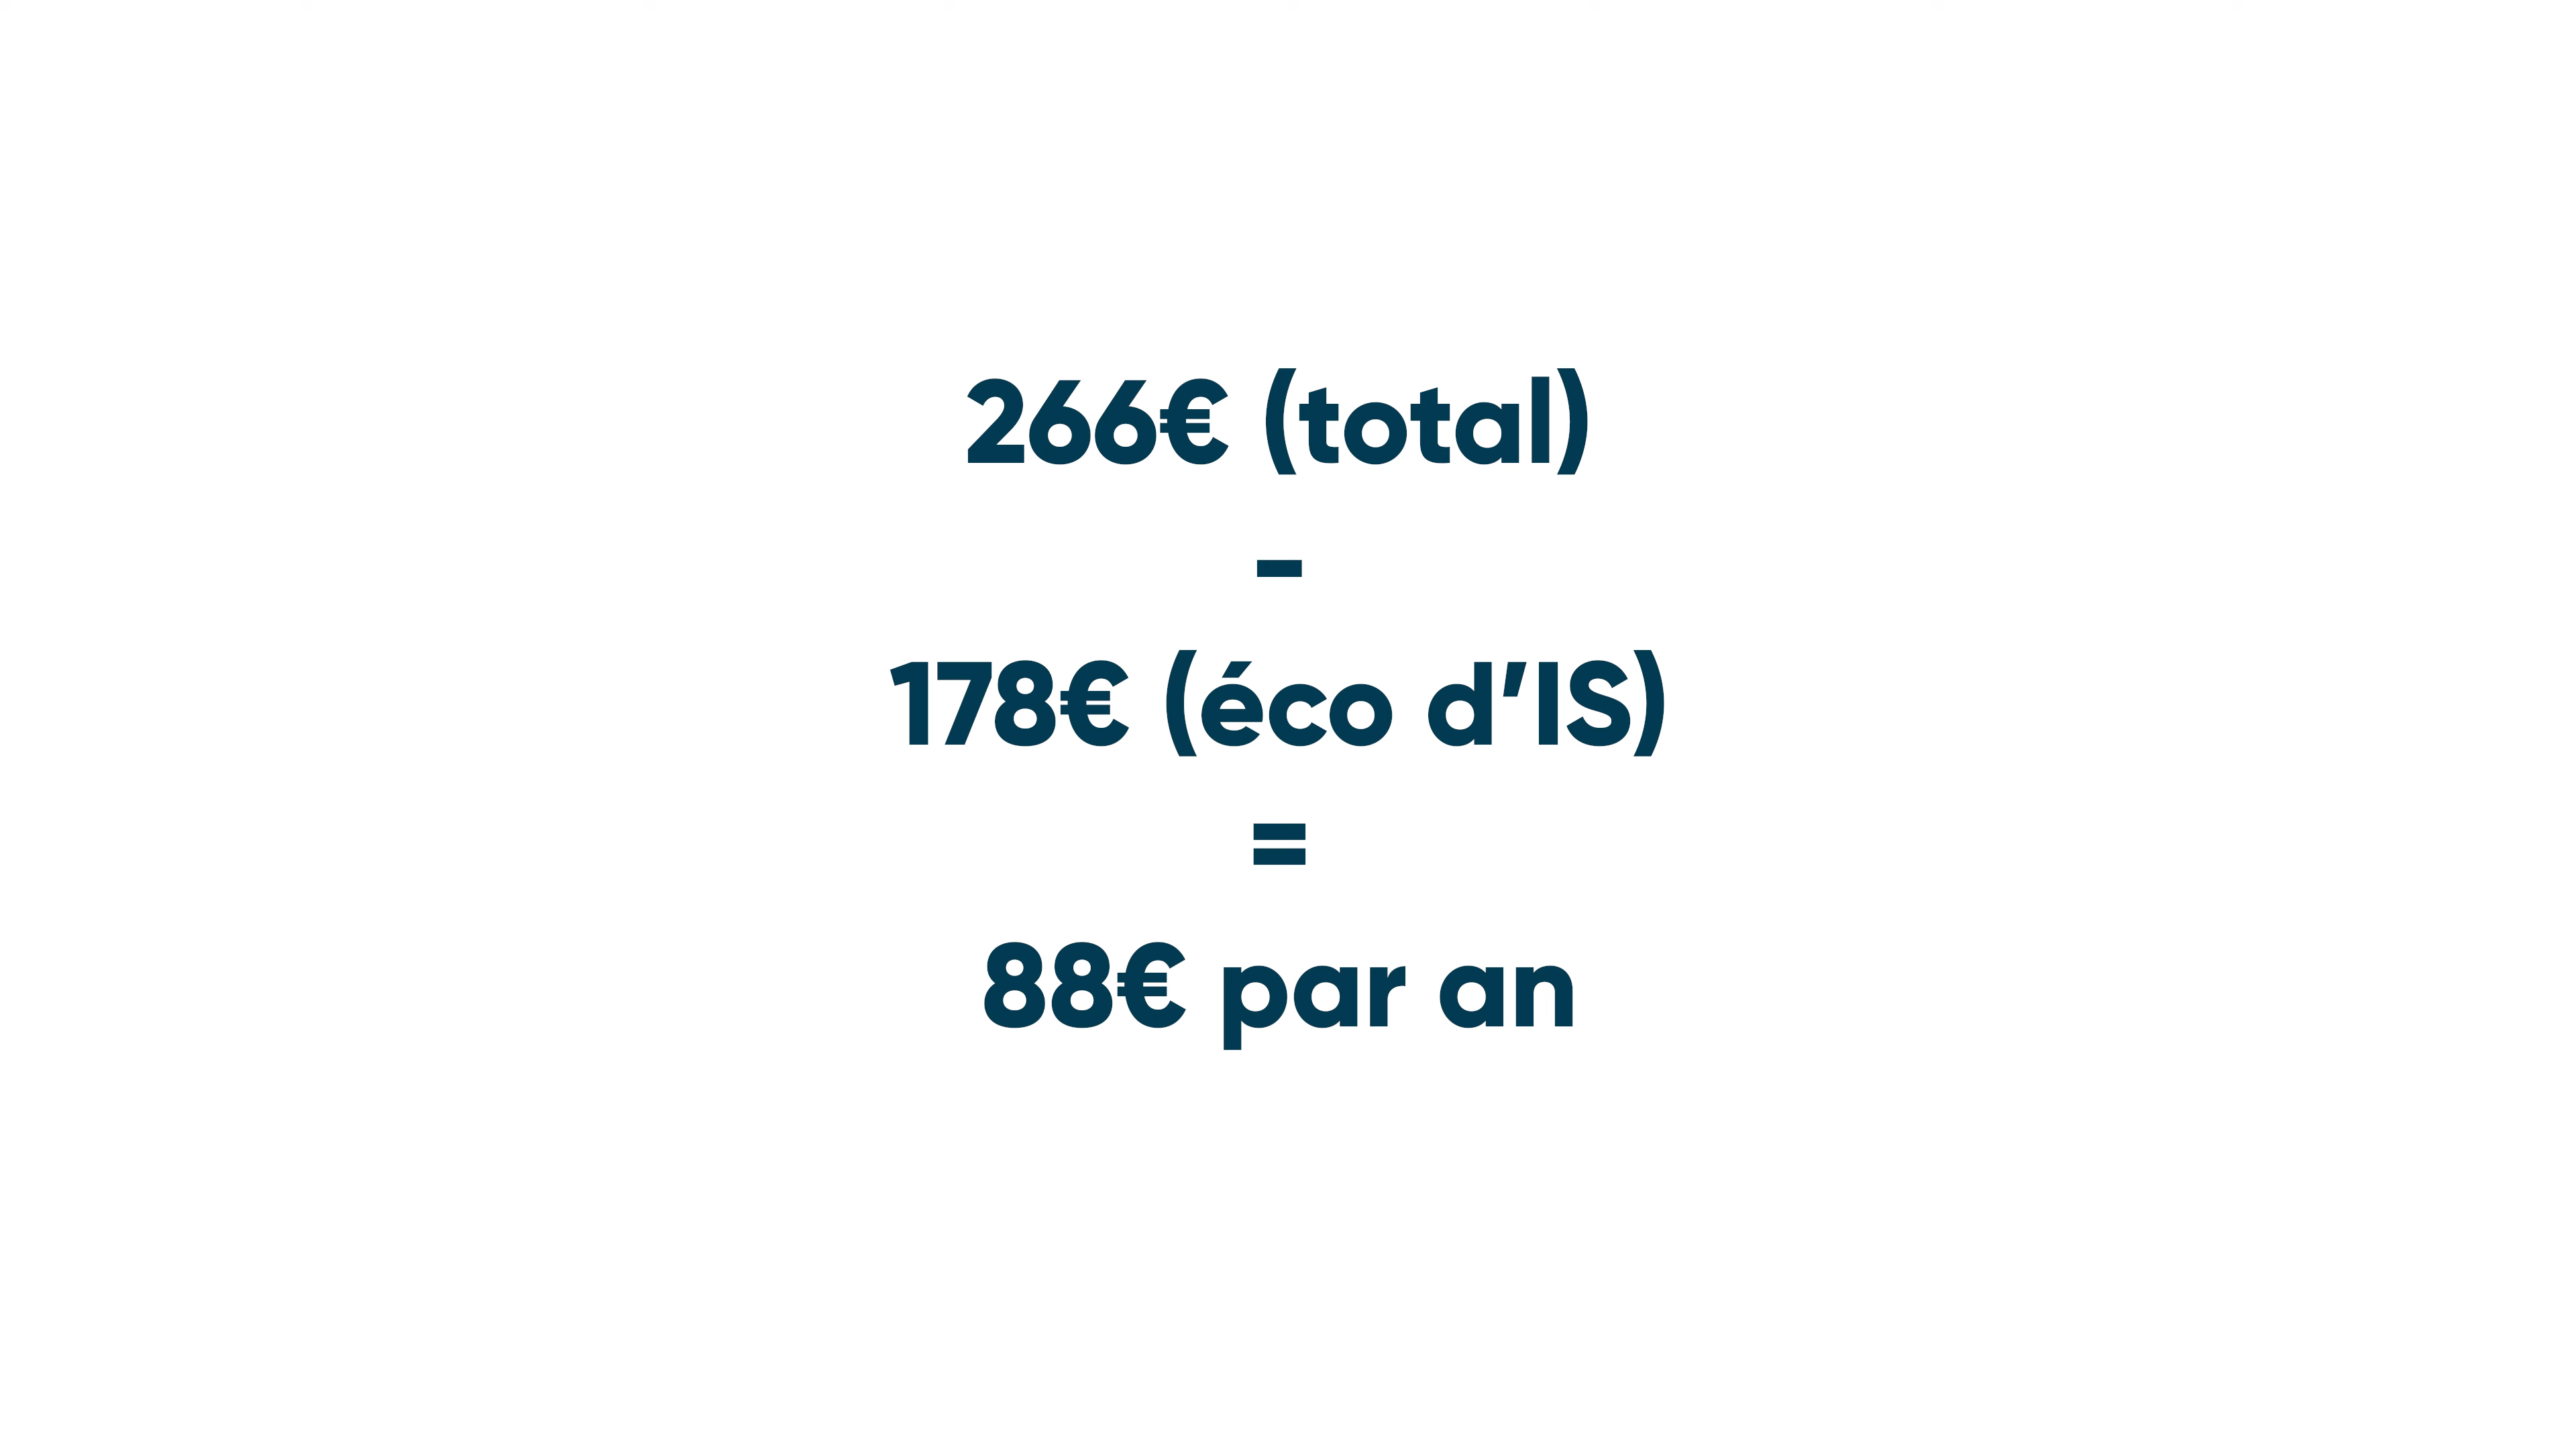 266€ (total)
-
178€ (éco d’IS)
=
88€ par an